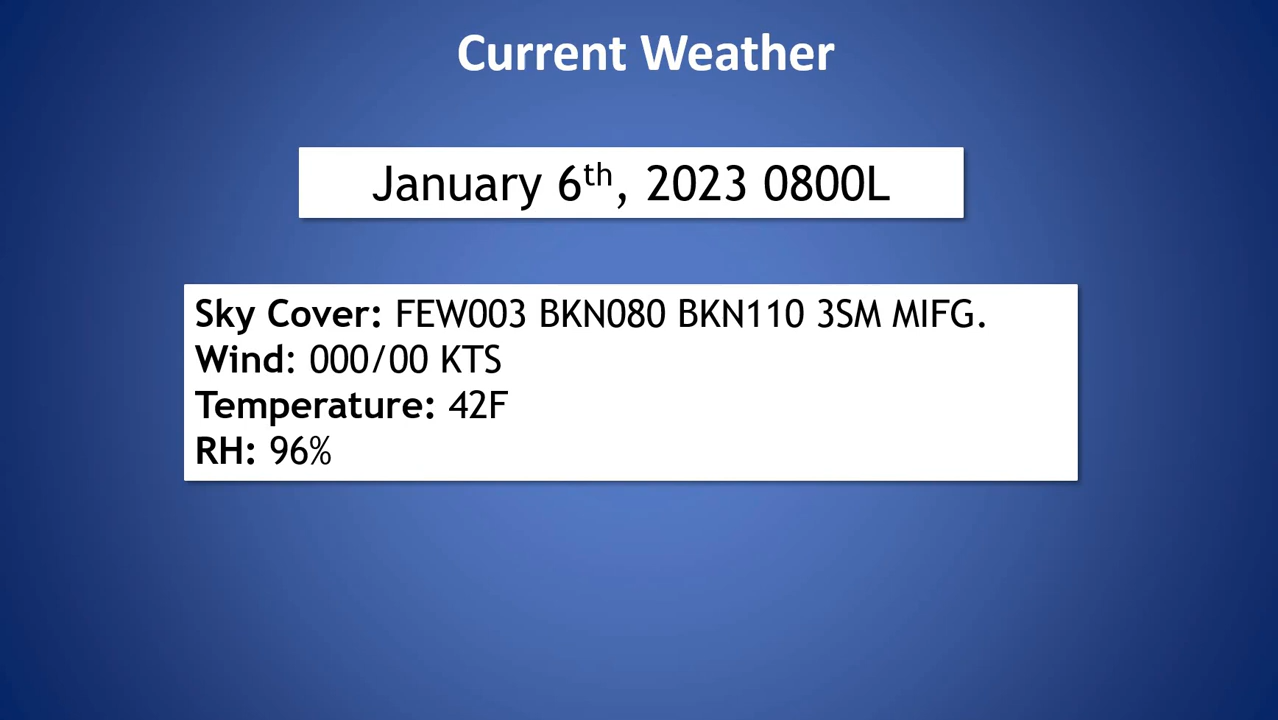 Current Weather
January 6th, 2023 0800L
Sky Cover: FEW003 BKN080 BKN110 3SM MIFG.
Wind: 000/00 KTS
Temperature: 42F
RH: 96%